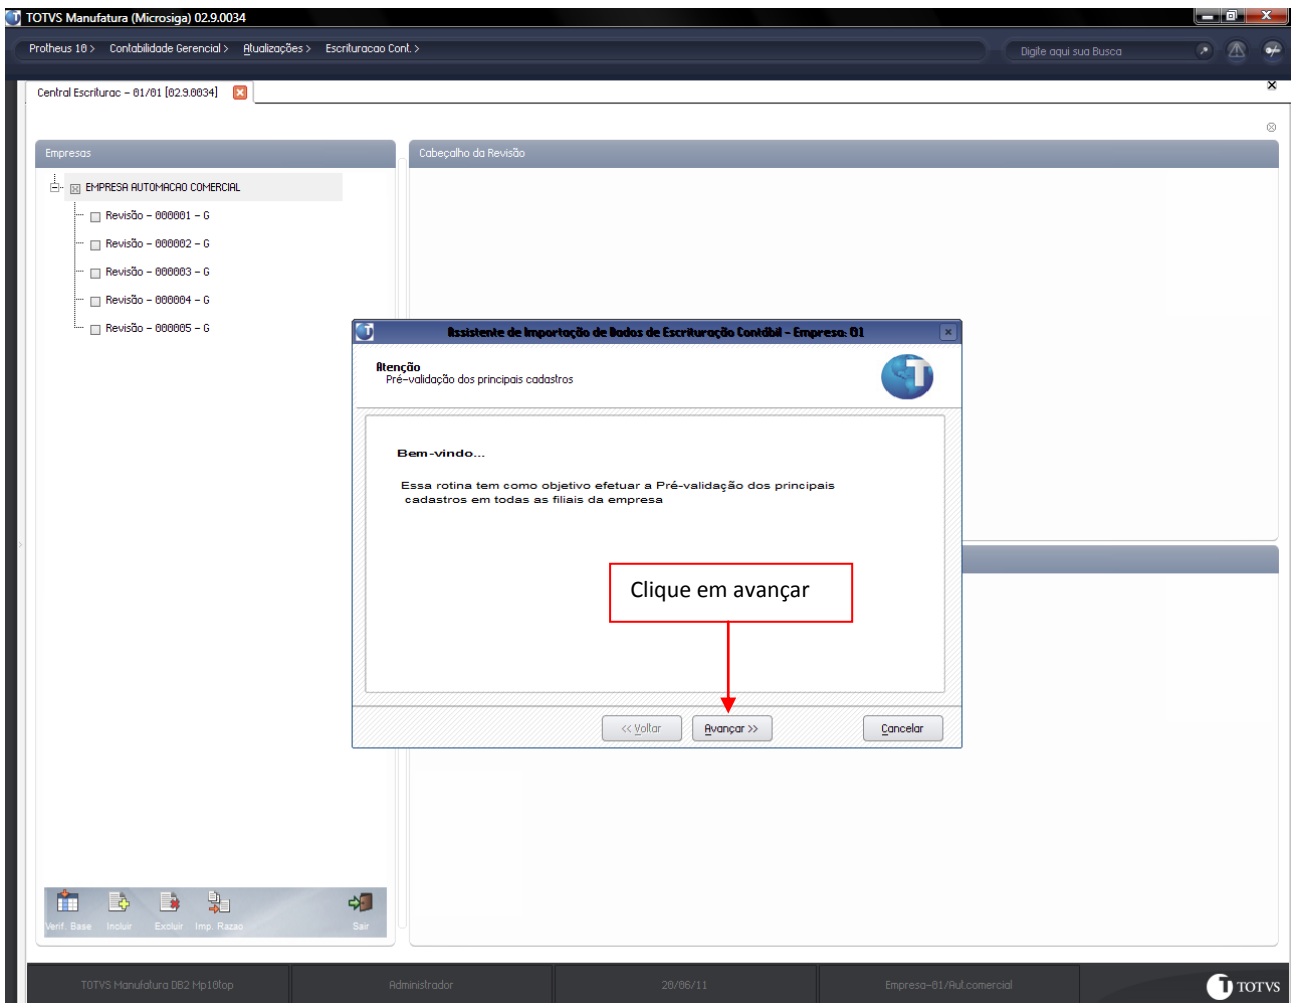 TOTVS Manufatura (Microsiga) 02.9.0034
Protheus 10 > Contabilidade Gerencial > Atualizações > Escrituracao Cont. >
Digite aqui sua Busca
Central Escriturac - 01/01 [02.9.0034]
Empresas
Cabeçalho da Revisão
EMPRESA AUTOMACAO COMERCIAL
Revisão - 000001 - G
Revisão - 000002 - G
Revisão - 000003 - G
Revisão - 000004 - G
Revisão - 000005 - G
Assistente de Importação de Dados de Escrituração Contábil - Empresa: 01
Atenção
Pré-validação dos principais cadastros
Bem-vindo...
Essa rotina tem como objetivo efetuar a Pré-validação dos principais
cadastros em todas as filiais da empresa
Clique em avançar
<< Voltar
Avançar >>
Cancelar
Verif. Base
Incluir
Excluir
Imp. Razao
Sair
TOTVS Manufatura DB2 Mp10top
Administrador
20/06/11
Empresa-01/Aut.comercial
TOTVS